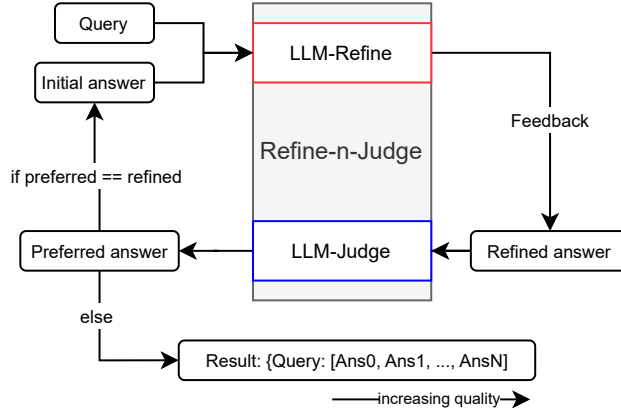 Query
LLM-Refine
Initial answer
Feedback
Refine-n-Judge
if preferred == refined
Preferred answer
LLM-Judge
Refined answer
else
Result: {Query: [Ans0, Ans1, ..., AnsN]
increasing quality